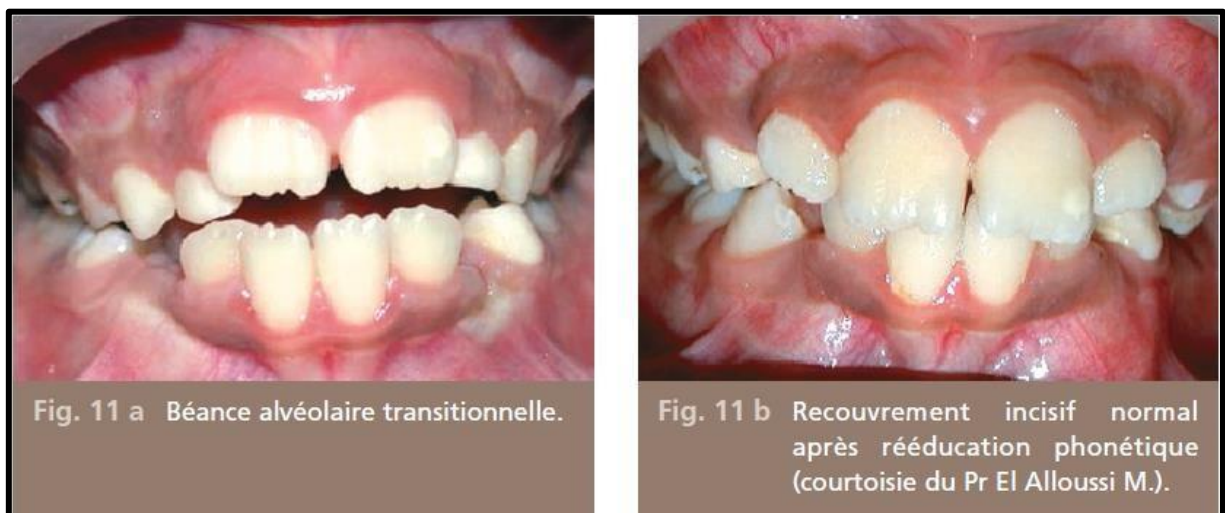 Fig. 11 a Béance alvéolaire transitionnelle.
Fig. 11 b Recouvrement incisif normal
après rééducation phonétique
(courtoisie du Pr El Alloussi M.).